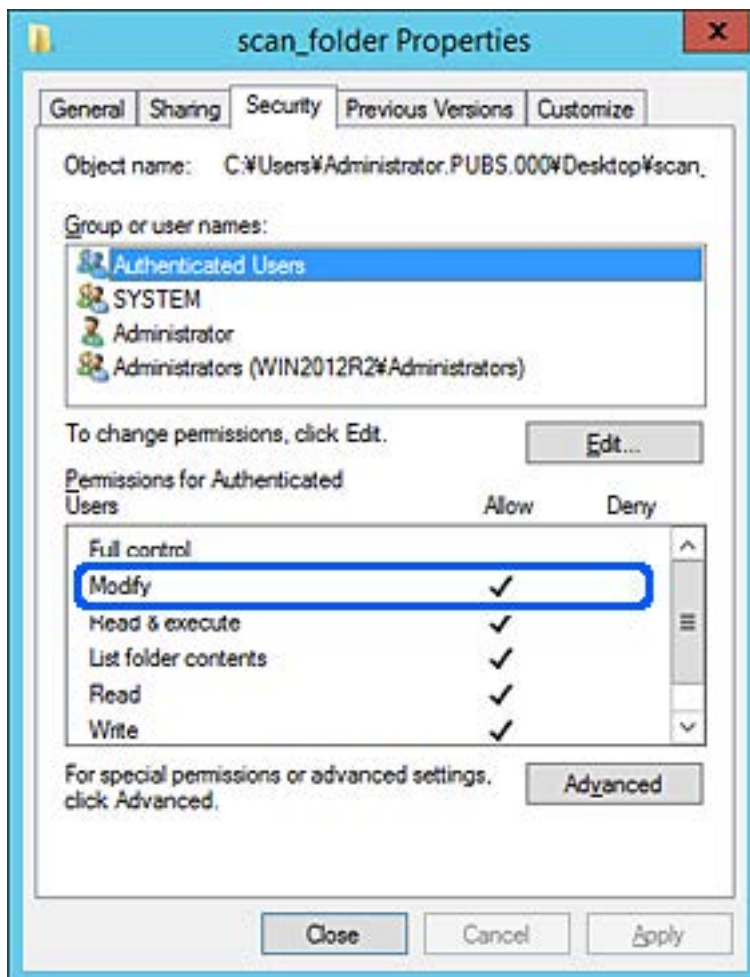 scan_folder Properties
x
General Sharing Security Previous Versions Customize
Object name: C:¥Users¥Administrator.PUBS.000¥Desktop¥scan_
Group or user names:
Authenticated Users
SYSTEM
Administrator
Administrators (WIN2012R2¥Administrators)
To change permissions, click Edit.
Edit...
Permissions for Authenticated
Users Allow Deny
Full control
Modify
Read & execute
List folder contents
Read
Write
For special permissions or advanced settings,
click Advanced.
Advanced
Close Cancel Apply